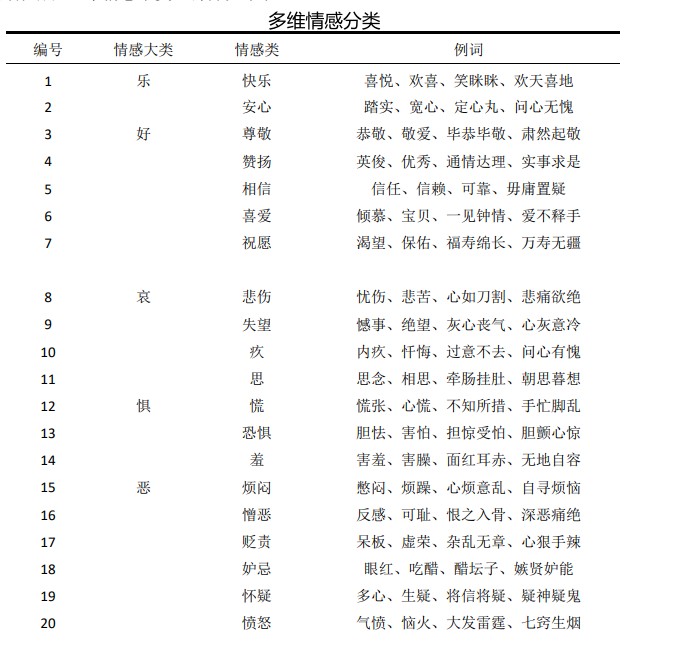 多维情感分类
编号 情感大类 情感类 例词
1 乐 快乐 喜悦、欢喜、笑眯眯、欢天喜地
2 安心 踏实、宽心、定心丸、问心无愧
3 好 尊敬 恭敬、敬爱、毕恭毕敬、肃然起敬
4 赞扬 英俊、优秀、通情达理、实事求是
5 相信 信任、信赖、可靠、毋庸置疑
6 喜爱 倾慕、宝贝、一见钟情、爱不释手
7 祝愿 渴望、保佑、福寿绵长、万寿无疆
8 哀 悲伤 忧伤、悲苦、心如刀割、悲痛欲绝
9 失望 憾事、绝望、灰心丧气、心灰意冷
10 疚 内疚、忏悔、过意不去、问心有愧
11 思 思念、相思、牵肠挂肚、朝思暮想
12 惧 慌 慌张、心慌、不知所措、手忙脚乱
13 恐惧 胆怯、害怕、担惊受怕、胆颤心惊
14 羞 害羞、害臊、面红耳赤、无地自容
15 恶 烦闷 憋闷、烦躁、心烦意乱、自寻烦恼
16 憎恶 反感、可耻、恨之入骨、深恶痛绝
17 贬责 呆板、虚荣、杂乱无章、心狠手辣
18 妒忌 眼红、吃醋、醋坛子、嫉贤妒能
19 怀疑 多心、生疑、将信将疑、疑神疑鬼
20 愤怒 气愤、恼火、大发雷霆、七窍生烟